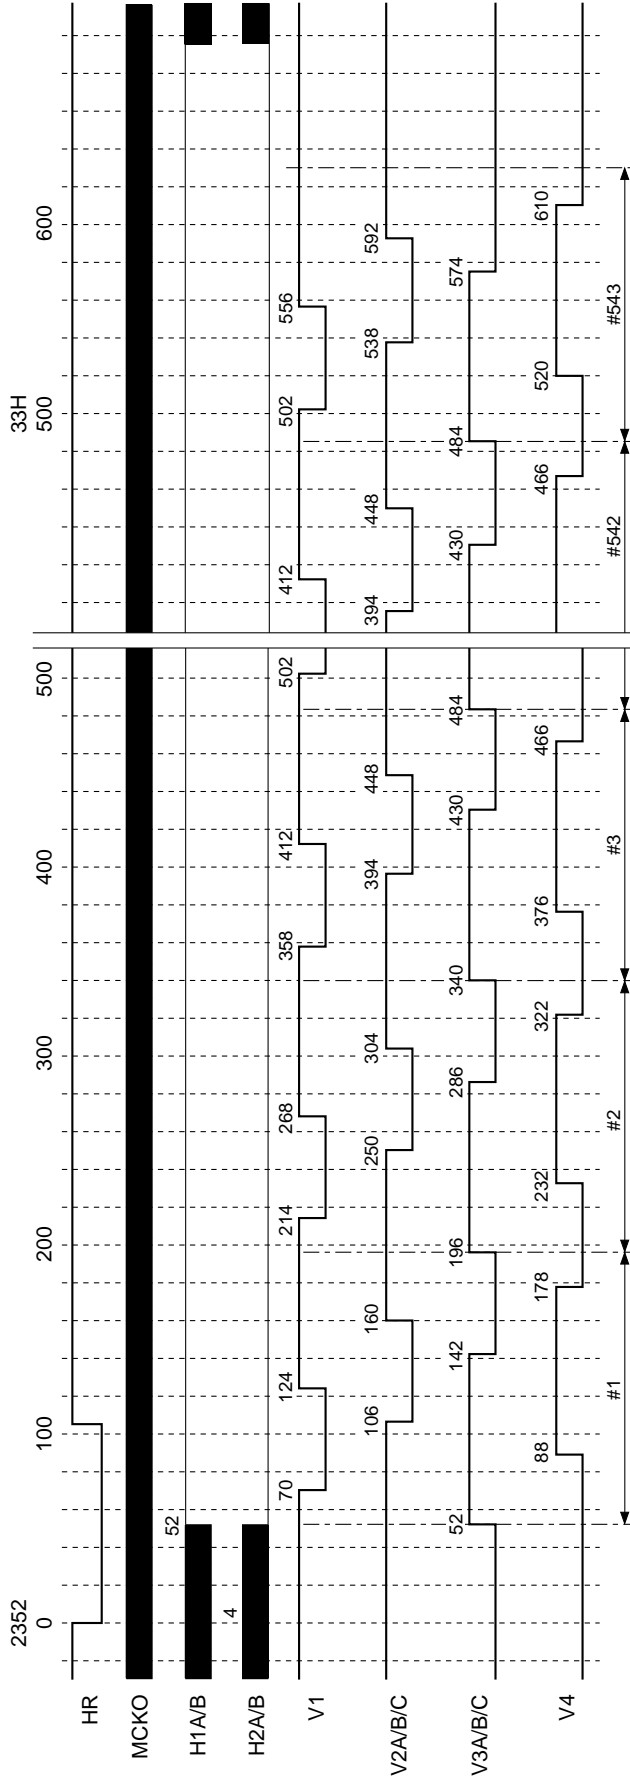 2352 33H
0 100 200 300 400 500 500 600
HR
MCKO
52
H1A/B
4
H2A/B
70 124 214 268 358 412 502 412 502 556
V1
106 160 250 304 394 448 394 448 538 592
V2A/B/C
52 142 196 286 340 430 484 430 484 574
V3A/B/C
88 178 232 322 376 466 466 520 610
V4
#1 #2 #3 #542 #543